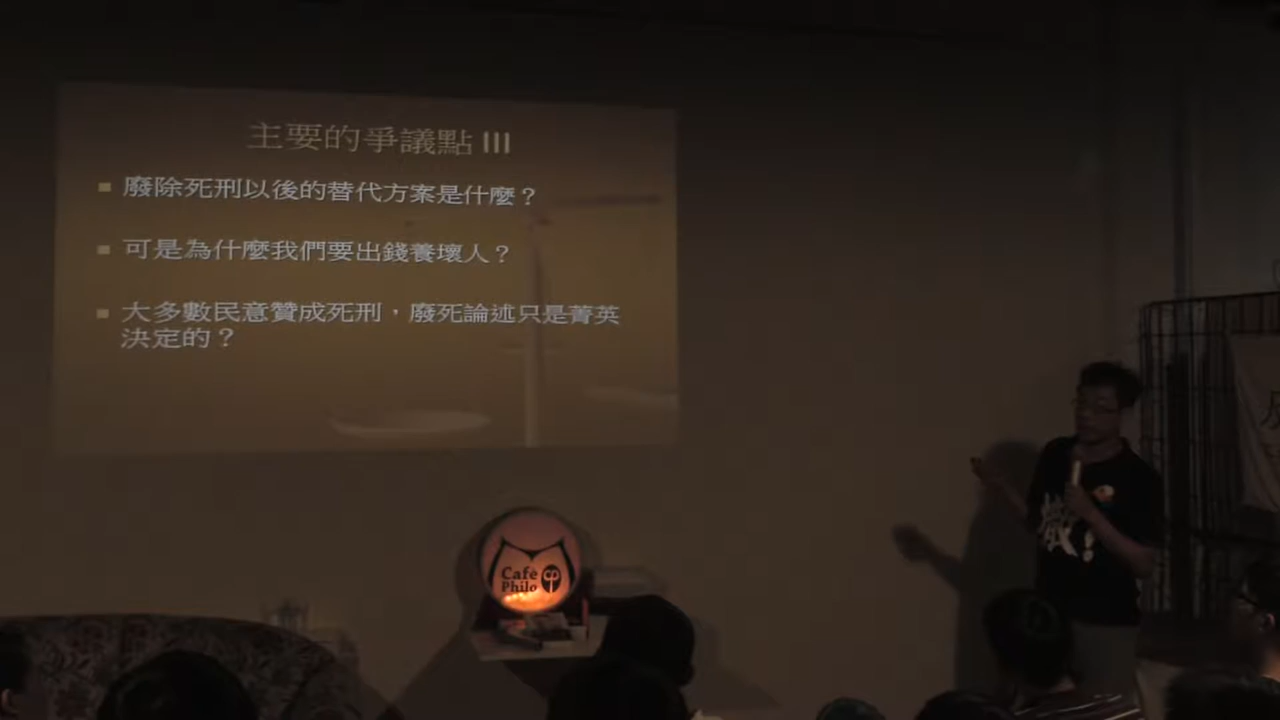 主要的爭議點 III
廢除死刑以後的替代方案是什麼？
可是為什麼我們要出錢養壞人？
大多數民意贊成死刑，廢死論述只是菁英
決定的？
Café
Philo